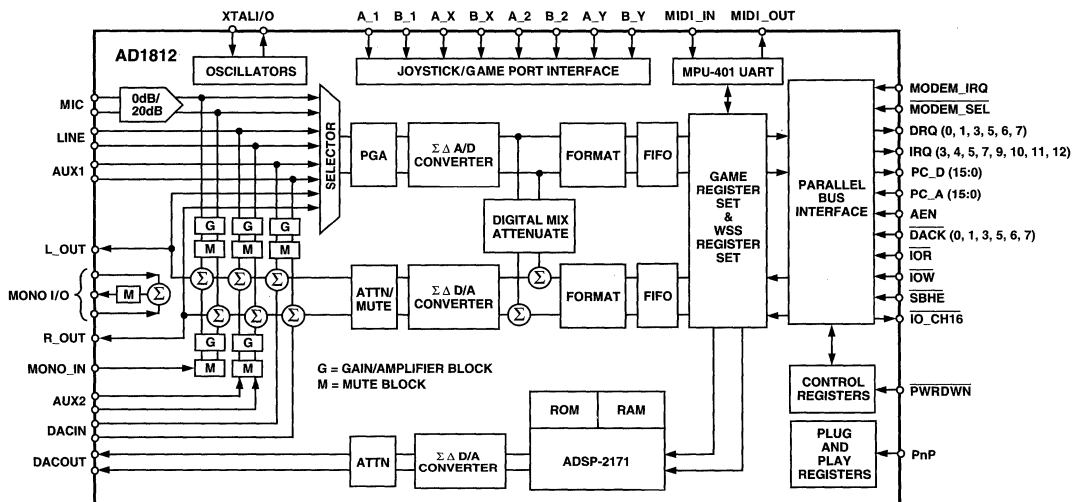 XTALI/O
A_1 B_1 A_X B_X A_2 B_2 A_Y B_Y MIDI_IN MIDI_OUT
AD1812
OSCILLATORS
JOYSTICK/GAME PORT INTERFACE
MPU-401 UART
MIC
0dB/
20dB
LINE
AUX1
SELECTOR
PGA
Σ Δ A/D
CONVERTER
FORMAT
FIFO
GAME
REGISTER
SET
&
WSS
REGISTER
SET
PARALLEL
BUS
INTERFACE
MODEM_IRQ
MODEM_SEL
DRQ (0, 1, 3, 5, 6, 7)
IRQ (3, 4, 5, 7, 9, 10, 11, 12)
PC_D (15:0)
PC_A (15:0)
AEN
DACK (0, 1, 3, 5, 6, 7)
IOR
IOW
SBHE
IO_CH16
G G G
M M M
DIGITAL MIX
ATTENUATE
L_OUT
Σ Σ Σ
Σ
MONO I/O
M Σ
ATTN/
MUTE
Σ Δ D/A
CONVERTER
FORMAT
FIFO
Σ Σ Σ
Σ
R_OUT
G G
M M
MONO_IN
G = GAIN/AMPLIFIER BLOCK
M = MUTE BLOCK
AUX2
DACIN
DACOUT
ATTN
Σ Δ D/A
CONVERTER
ROM RAM
ADSP-2171
CONTROL
REGISTERS
PWRDWN
PLUG
AND
PLAY
REGISTERS
PnP